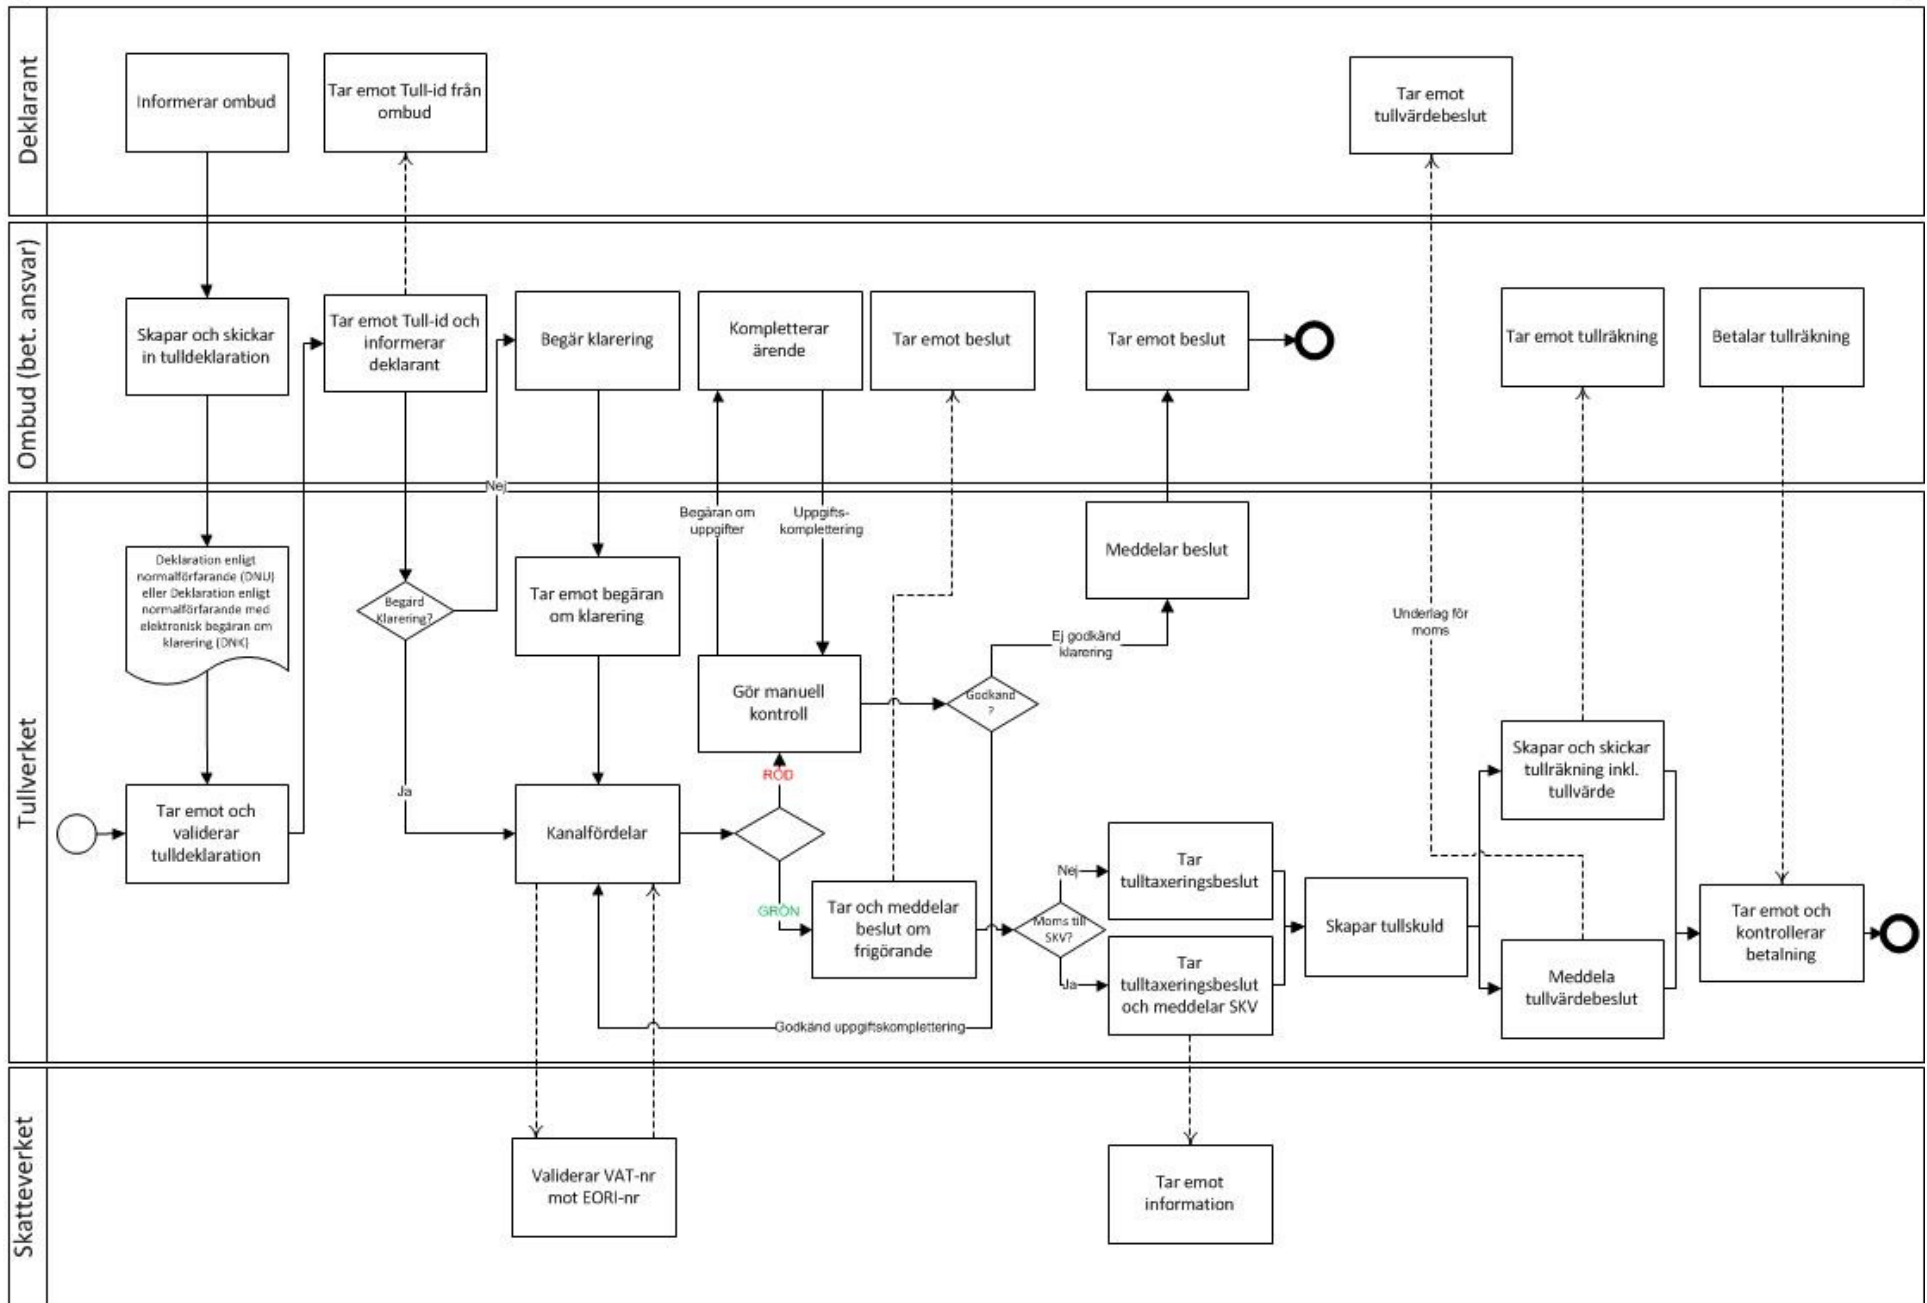 Deklarant
Informerar ombud
Tar emot Tull-id från
ombud
Tar emot
tullvärdebeslut
Ombud (bet. ansvar)
Skapar och skickar
in tulldeklaration
Tar emot Tull-id och
informerar
deklarant
Begär klarering
Kompletterar
ärende
Tar emot beslut
Tar emot beslut
Tar emot tullräkning
Betalar tullräkning
Nej
Tullverket
Begäran om
uppgifter
Uppgifts-
komplettering
Meddelar beslut
Deklaration enligt
normalförfarande (DNU)
eller Deklaration enligt
normalförfarande med
elektronisk begäran om
klarering (DNK)
Begärd
Klarering?
Tar emot begäran
om klarering
Underlag för
moms
Ej godkänd
klarering
Gör manuell
kontroll
Godkänd
?
RÖD
Ja
Skapar och skickar
tullräkning inkl.
tullvärde
Tar emot och
validerar
tulldeklaration
Kanalfördelar
GRÖN
Tar och meddelar
beslut om
frigörande
Nej
Moms till
SKV?
Ja
Tar
tulltaxeringsbeslut
Tar
tulltaxeringsbeslut
och meddelar SKV
Skapar tullskuld
Meddela
tullvärdebeslut
Tar emot och
kontrollerar
betalning
Godkänd uppgiftskomplettering
Skatteverket
Validerar VAT-nr
mot EORI-nr
Tar emot
information